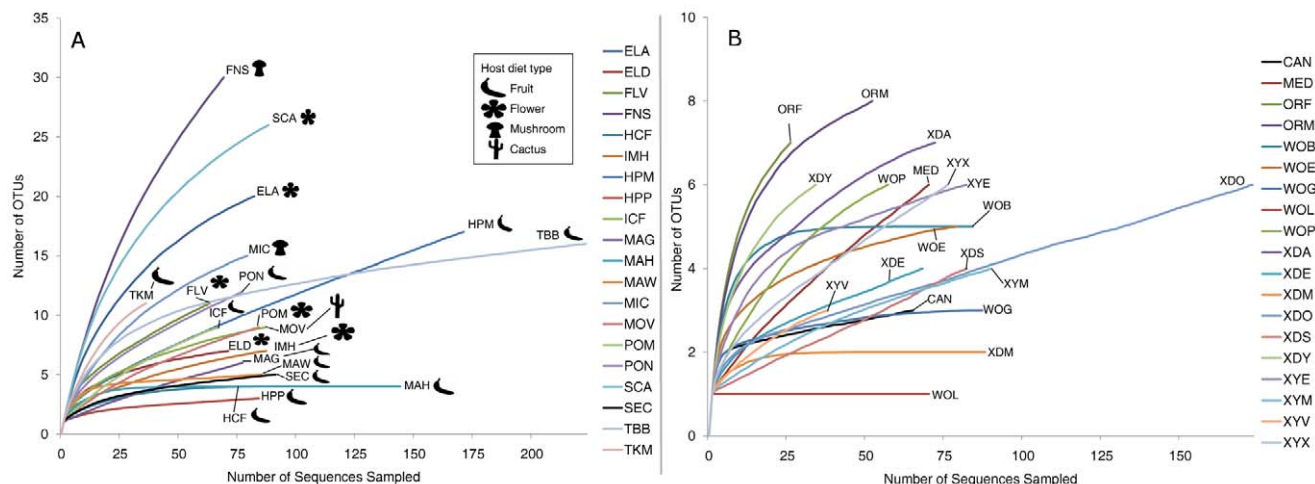 A
35
30
25
20
15
10
5
0
Number of OTUs
0 25 50 75 100 125 150 175 200
Number of Sequences Sampled
FNS
SCA
ELA
MIC
HPM
TBB
TKM
FLV
PON
ICF
POM
MOV
ELD
IMH
MAG
MAW
SEC
MAH
HPP
HCF
Host diet type
Fruit
Flower
Mushroom
Cactus
ELA
ELD
FLV
FNS
HCF
IMH
HPM
HPP
ICF
MAG
MAH
MAW
MIC
MOV
POM
PON
SCA
SEC
TBB
TKM
B
10
8
6
4
2
0
Number of OTUs
0 25 50 75 100 125 150
Number of Sequences Sampled
ORF
ORM
XDA
XDY
WOP
MED
XYX
XYE
XDO
WOB
WOE
XDS
XDE
XYM
XYV
CAN
WOG
XDM
WOL
CAN
MED
ORF
ORM
WOB
WOE
WOG
WOL
WOP
XDA
XDE
XDM
XDO
XDS
XDY
XYE
XYM
XYV
XYX